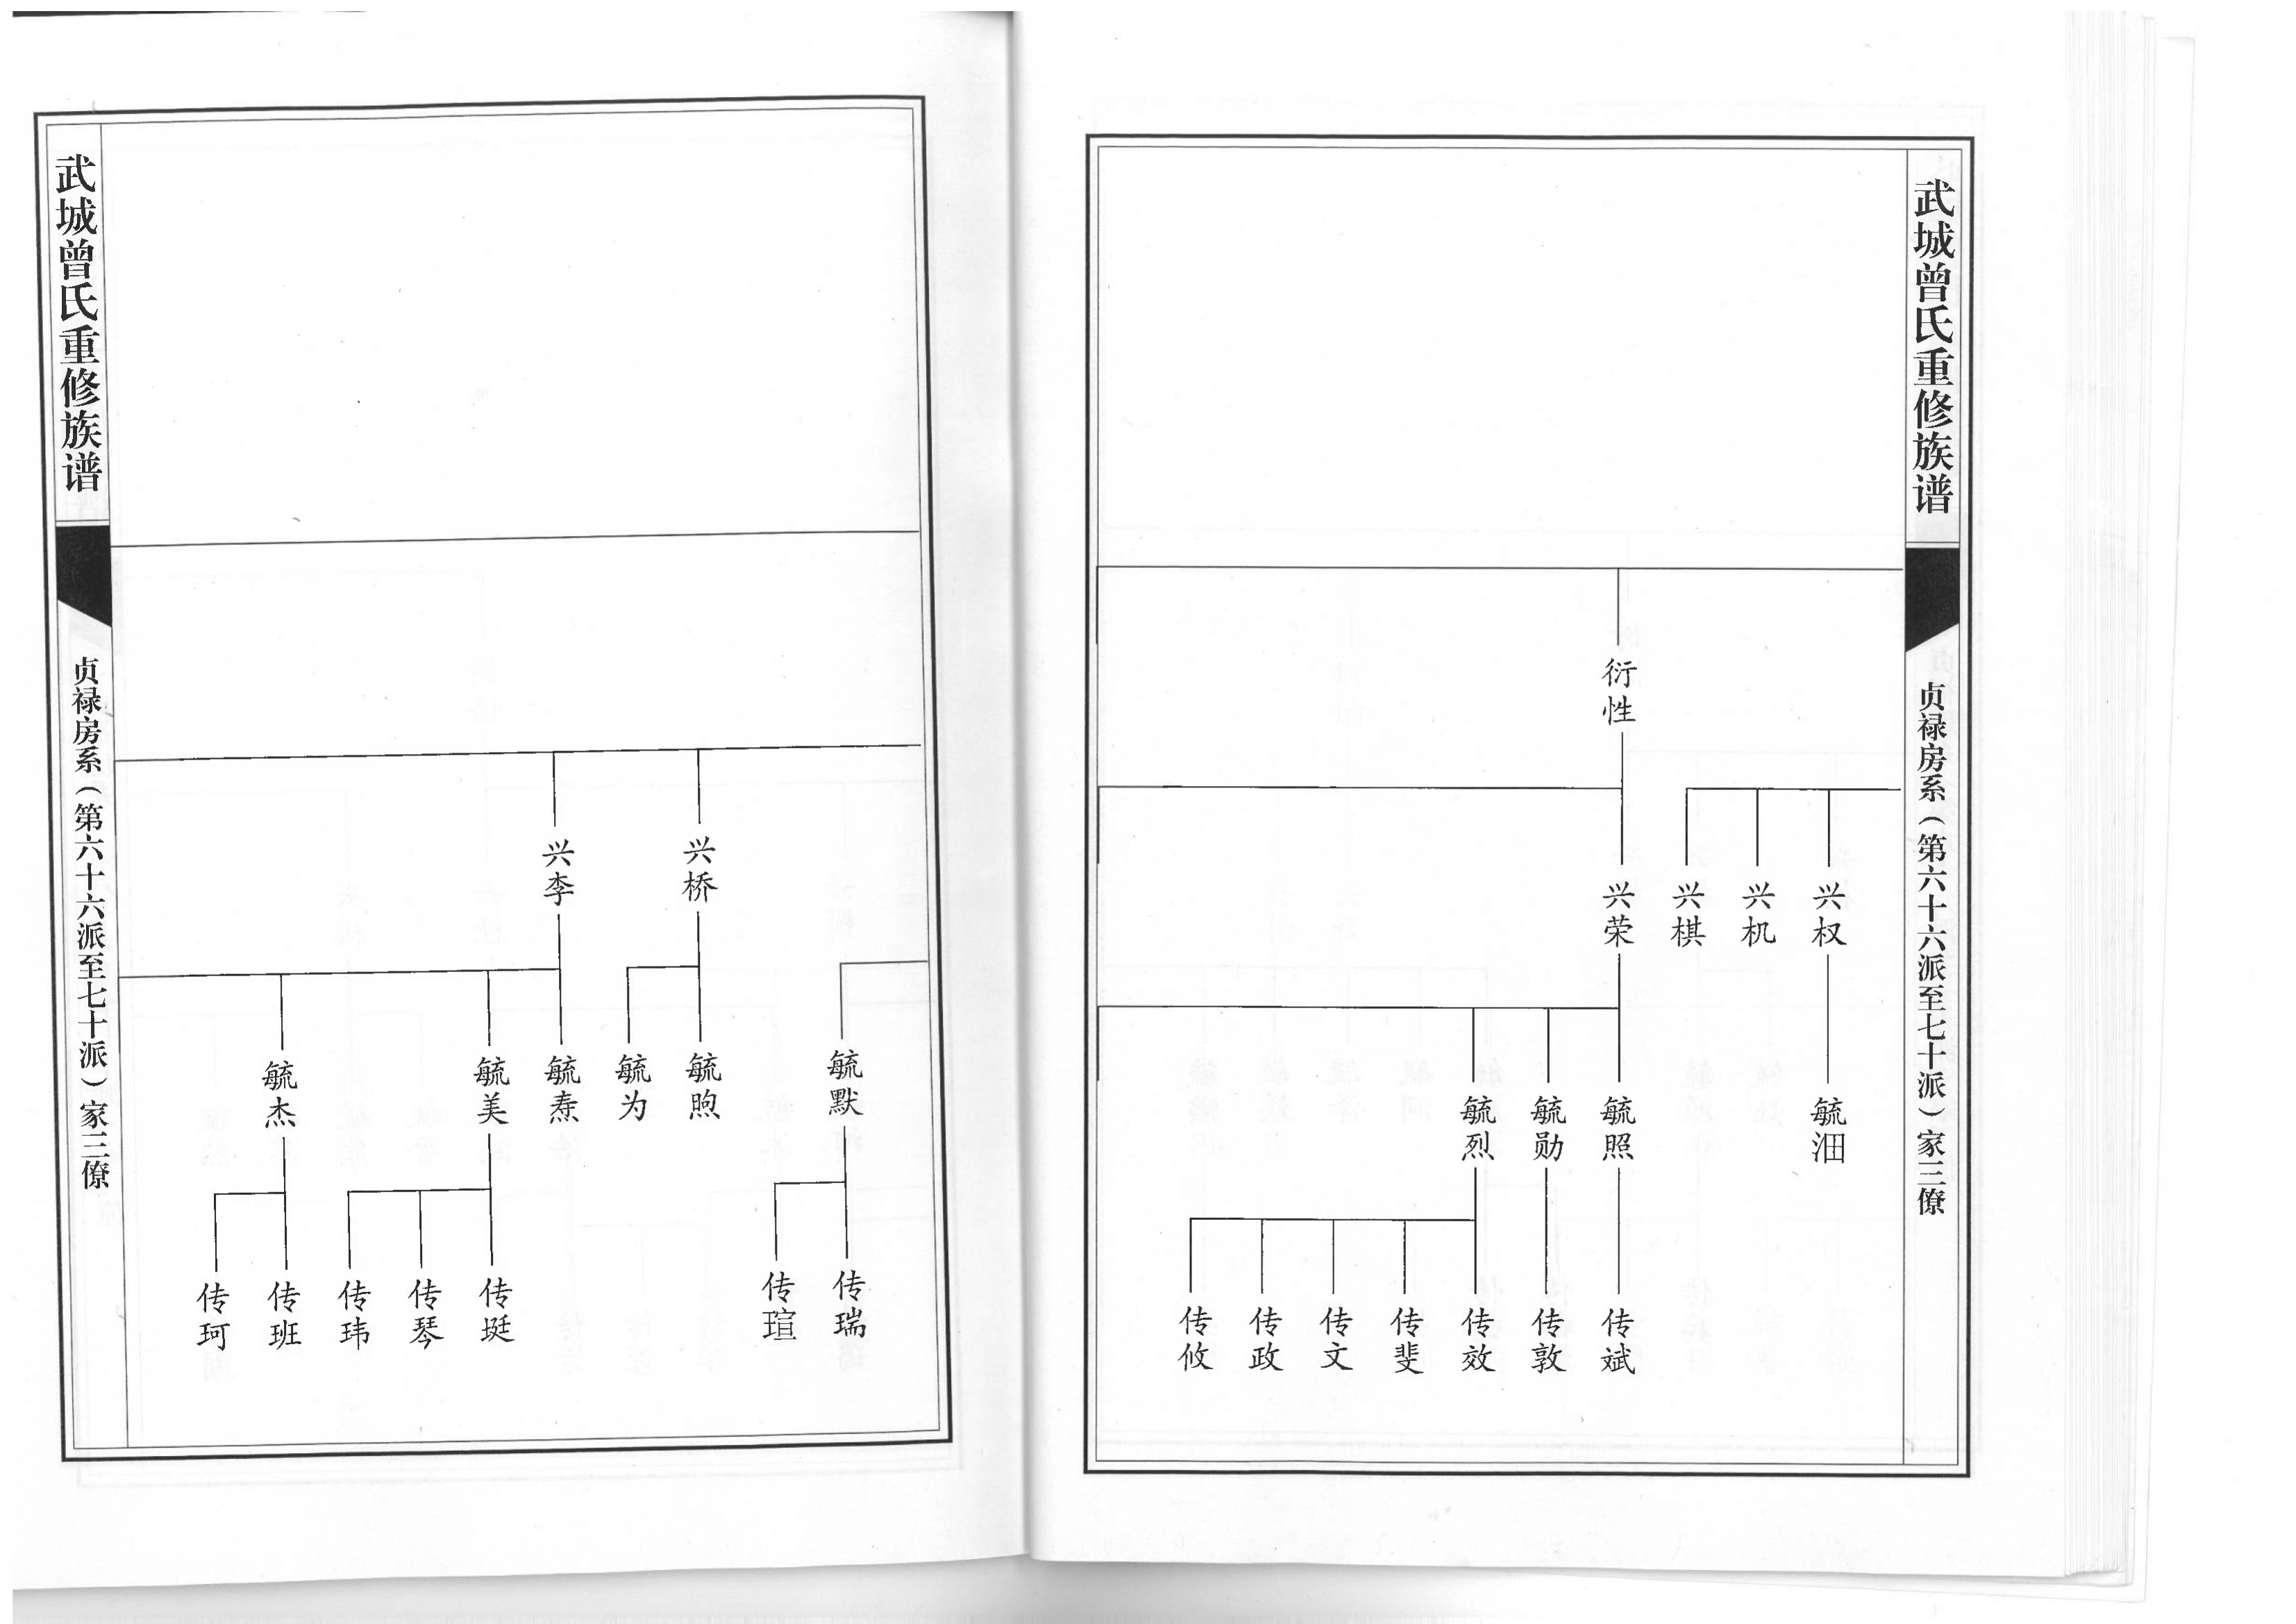 武城曾氏重修族谱
贞禄房系（第六十六派至七十派）家三僚
衍性
兴权
兴机
兴棋
兴荣
毓沺
毓照
毓勋
毓烈
传斌
传敦
传效
传斐
传文
传政
传攸
兴桥
兴李
毓默
毓煦
毓为
毓焘
毓美
毓杰
传瑞
传瑄
传珽
传琴
传玮
传班
传珂
武城曾氏重修族谱
贞禄房系（第六十六派至七十派）家三僚